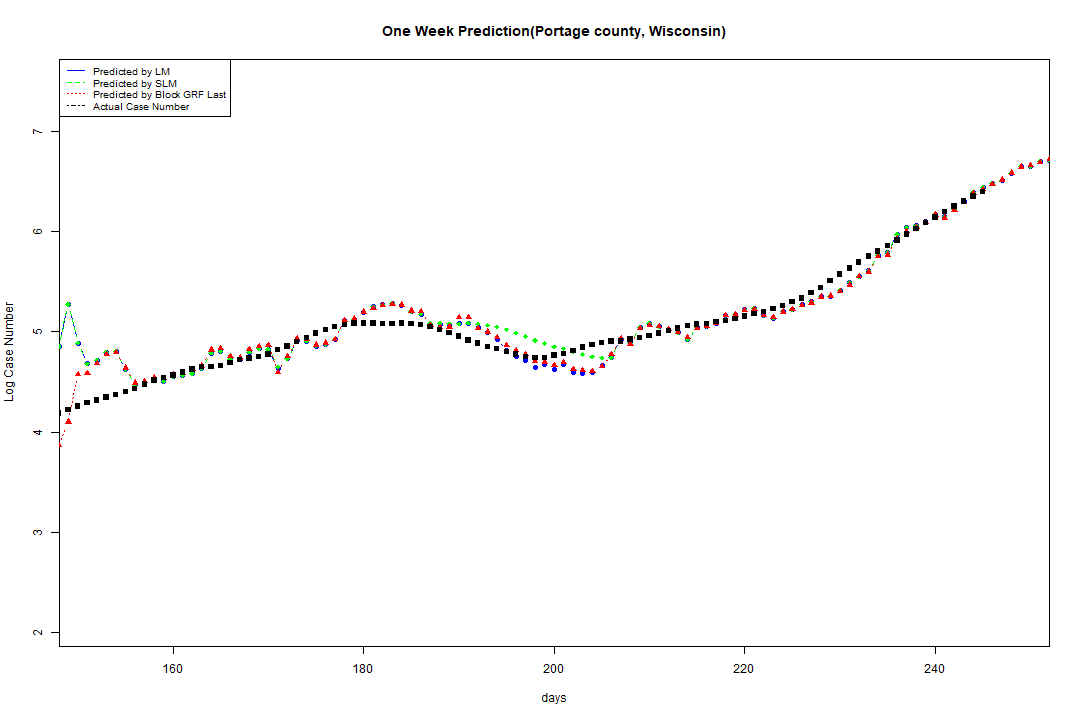 One Week Prediction(Portage county, Wisconsin)
Predicted by LM
Predicted by SLM
Predicted by Block GRF Last
Actual Case Number
7
6
5
4
3
2
Log Case Number
160 180 200 220 240
days